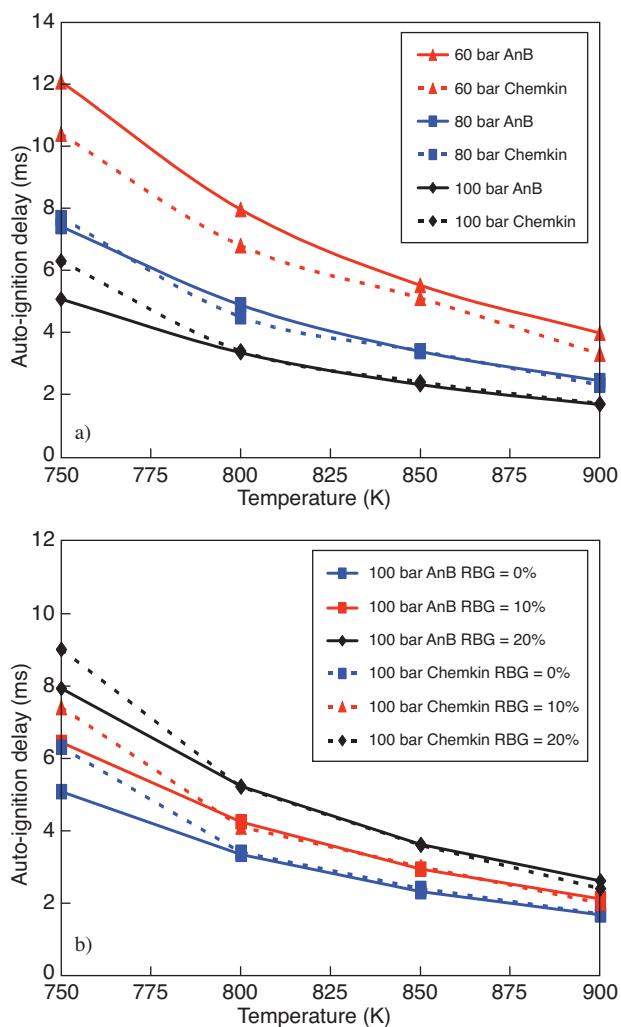 14
12
10
8
6
4
2
0
Auto-ignition delay (ms)
60 bar AnB
60 bar Chemkin
80 bar AnB
80 bar Chemkin
100 bar AnB
100 bar Chemkin
a)
750
775
800
825
850
875
900
Temperature (K)
12
10
8
6
4
2
0
Auto-ignition delay (ms)
100 bar AnB RBG = 0%
100 bar AnB RBG = 10%
100 bar AnB RBG = 20%
100 bar Chemkin RBG = 0%
100 bar Chemkin RBG = 10%
100 bar Chemkin RBG = 20%
b)
750
775
800
825
850
875
900
Temperature (K)